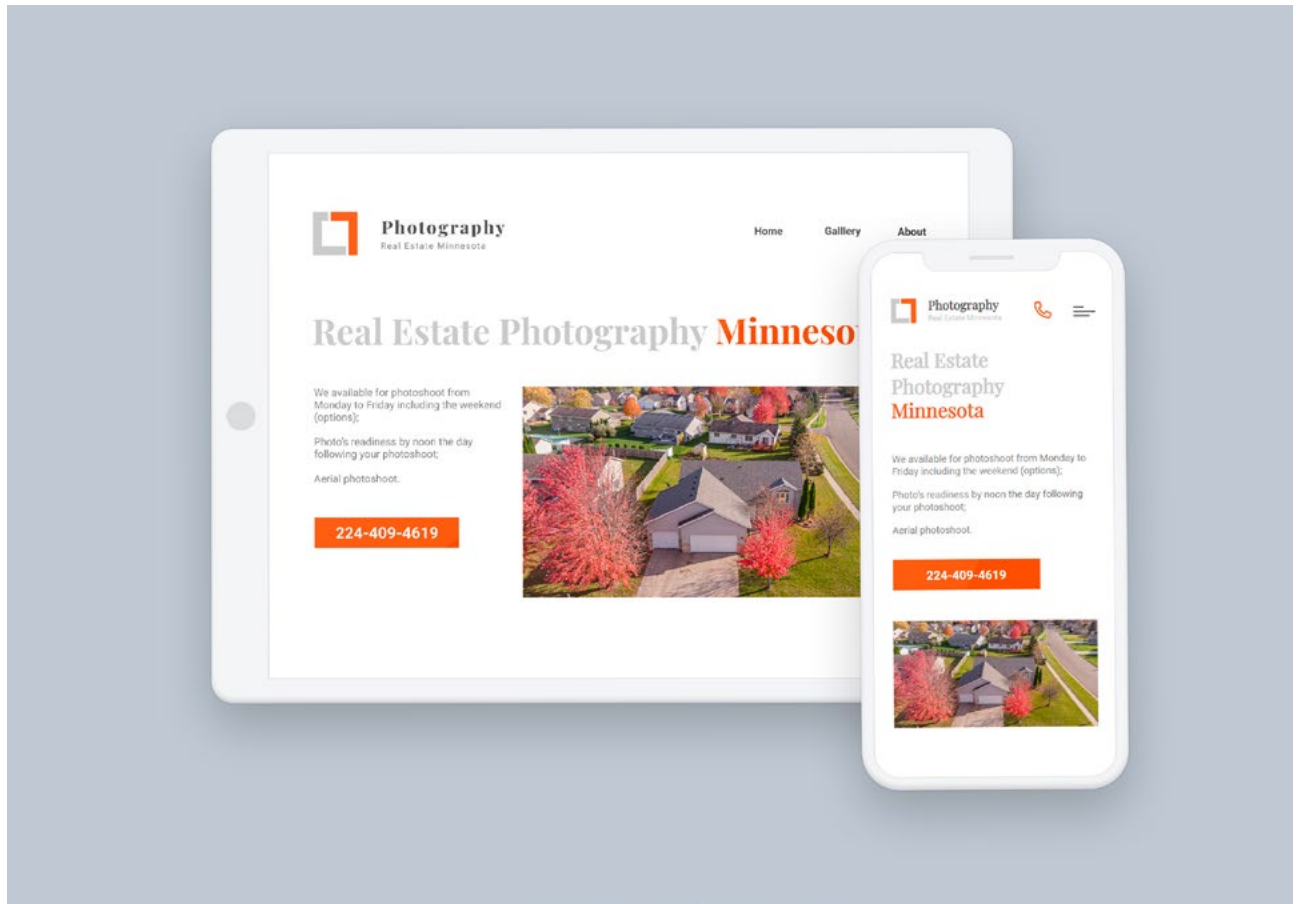 Photography
Real Estate Minnesota
Home Galllery About
Real Estate Photography Minneso
We available for photoshoot from
Monday to Friday including the weekend
(options);
Photo's readiness by noon the day
following your photoshoot;
Aerial photoshoot.
224-409-4619
Photography
Real Estate Minnesota
Real Estate
Photography
Minnesota
We available for photoshoot from Monday to
Friday including the weekend (options);
Photo's readiness by noon the day following
your photoshoot;
Aerial photoshoot.
224-409-4619